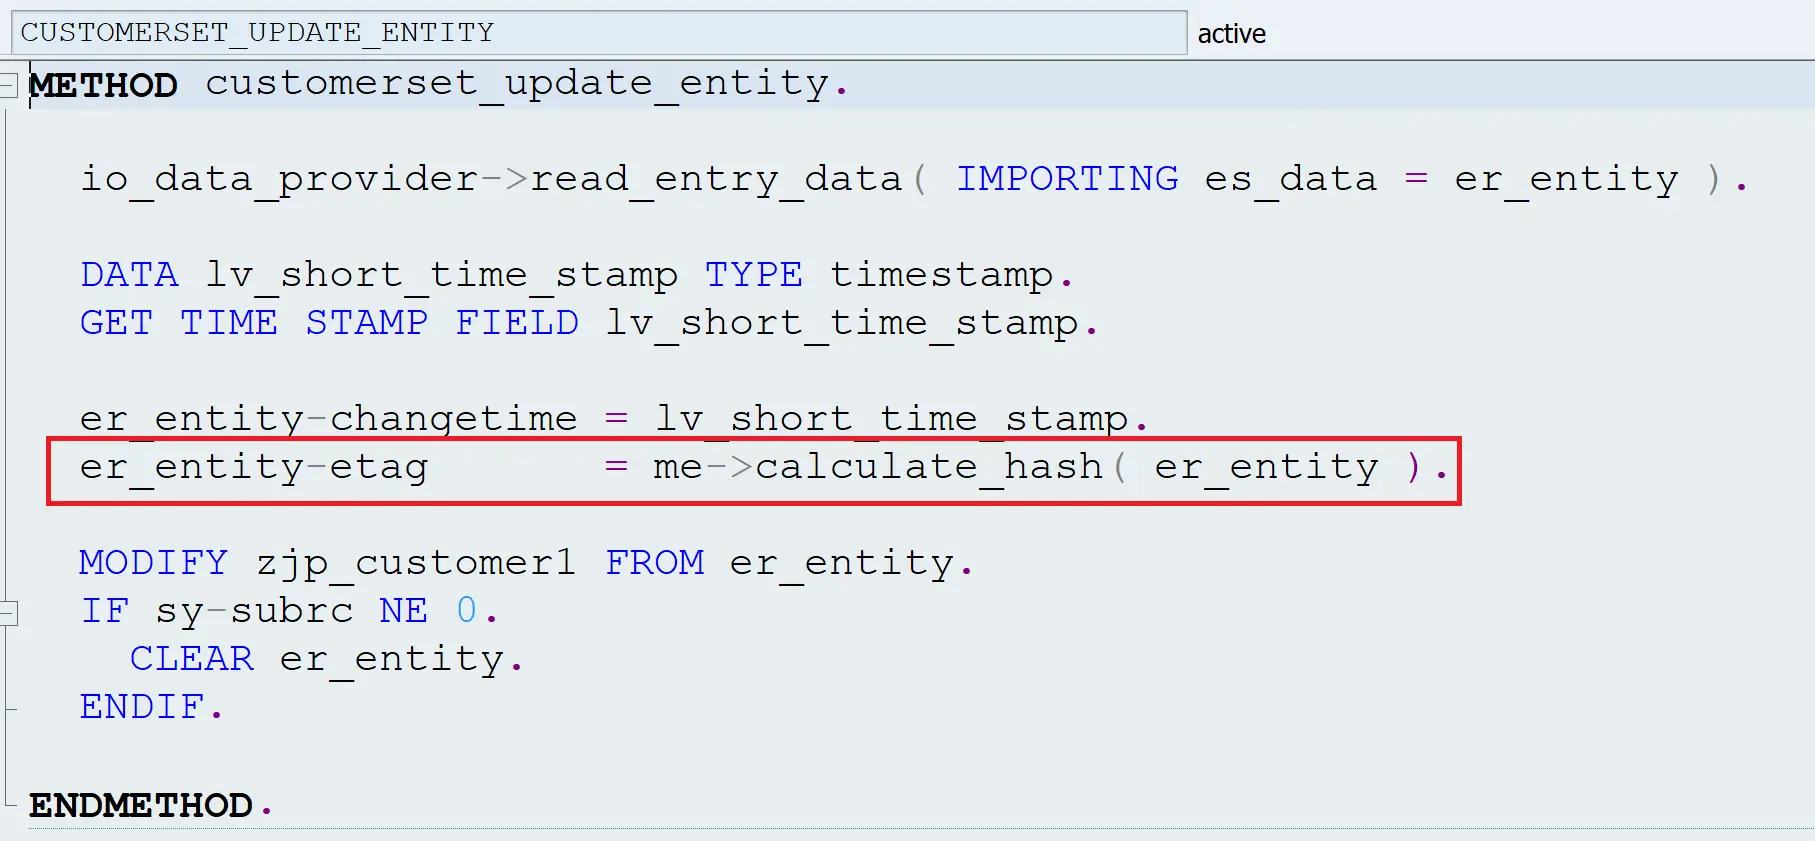 CUSTOMERSET_UPDATE_ENTITY active
METHOD customerset_update_entity.
io_data_provider->read_entry_data( IMPORTING es_data = er_entity ).
DATA lv_short_time_stamp TYPE timestamp.
GET TIME STAMP FIELD lv_short_time_stamp.
er_entity-changetime = lv_short_time_stamp.
er_entity-etag = me->calculate_hash( er_entity ).
MODIFY zjp_customer1 FROM er_entity.
IF sy-subrc NE 0.
CLEAR er_entity.
ENDIF.
ENDMETHOD.